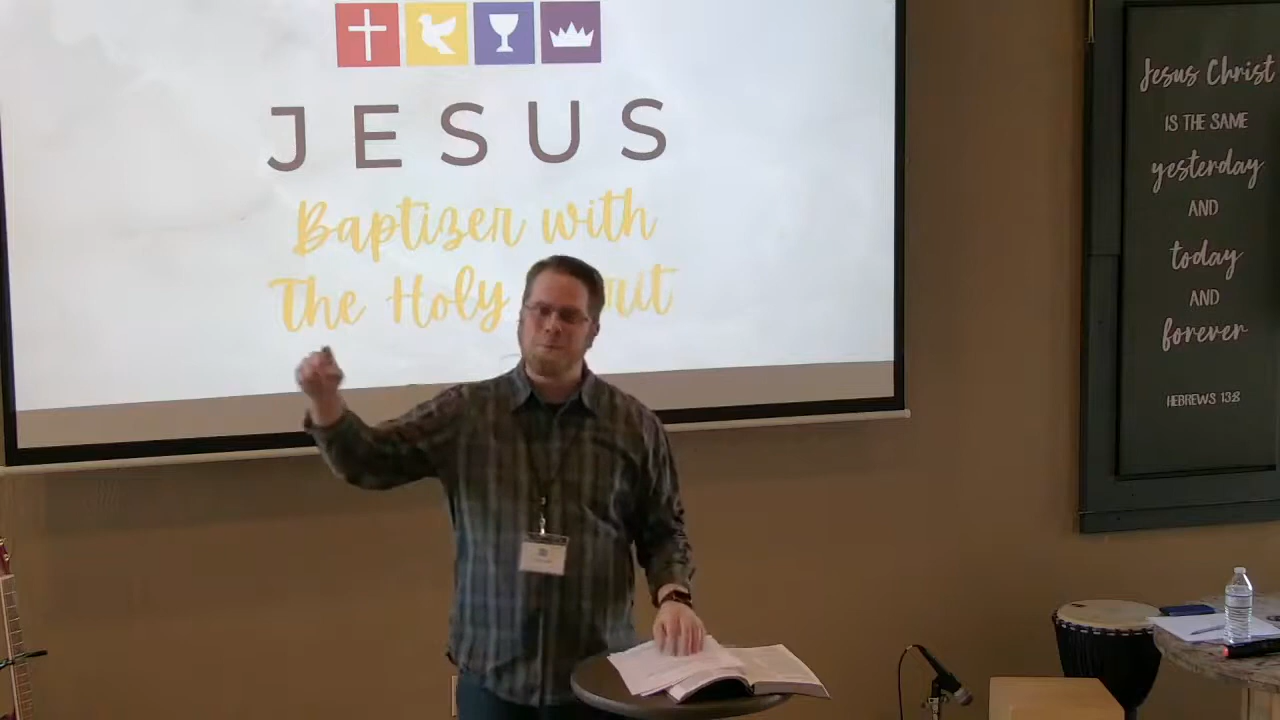 JESUS
Baptizer with
The Holy
Jesus Christ
IS THE SAME
yesterday
AND
today
AND
forever
HEBREWS 13:8